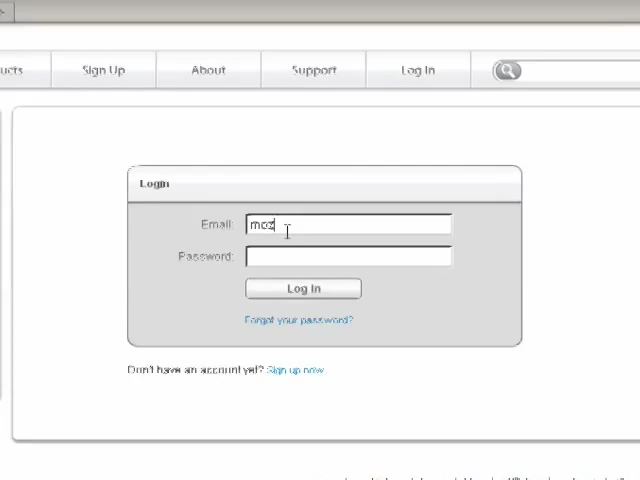 ucts Sign Up About Support Log In
Login
Email: moz
Password:
Log In
Forgot your password?
Don't have an account yet? Sign up now